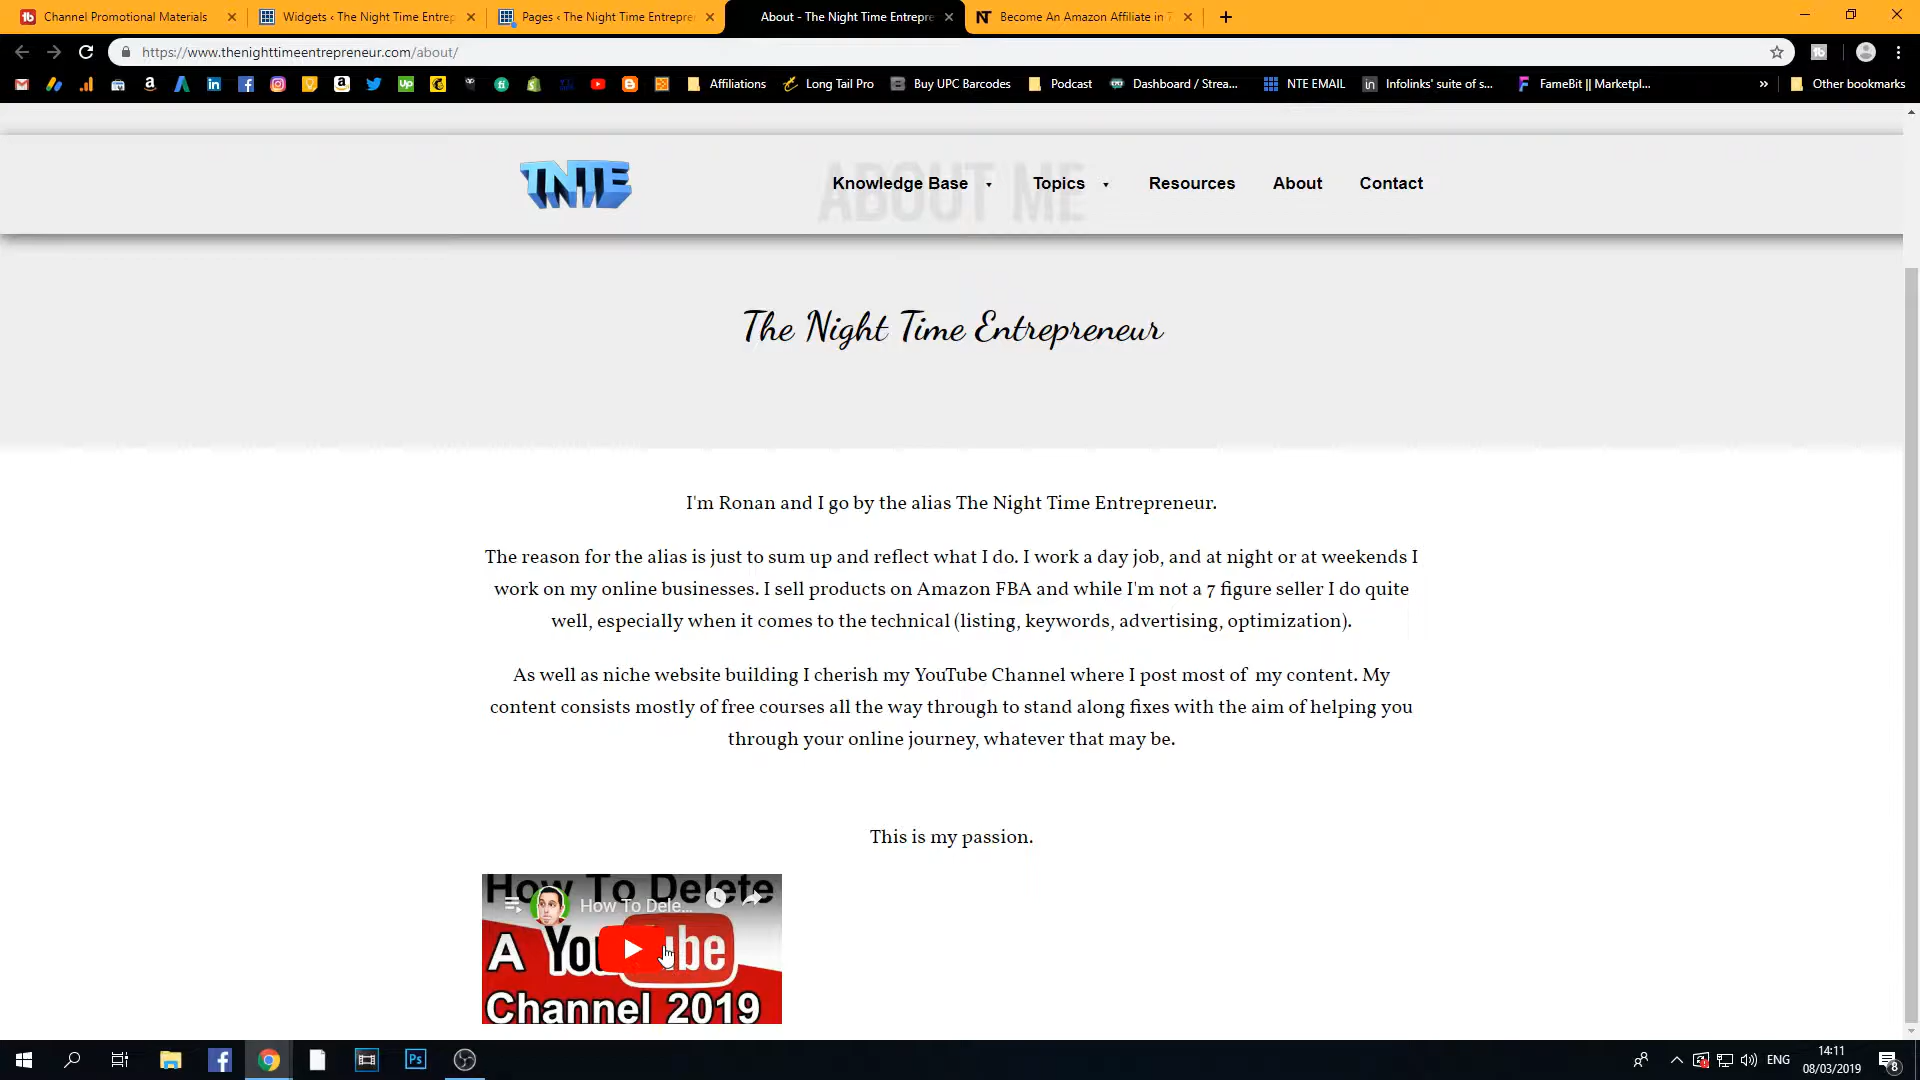 Channel Promotional Materials
Widgets ‹ The Night Time Entrep
Pages ‹ The Night Time Entrepre
About - The Night Time Entrepre
Become An Amazon Affiliate in 7
https://www.thenighttimeentrepreneur.com/about/
Affiliations
Long Tail Pro
Buy UPC Barcodes
Podcast
Dashboard / Strea...
NTE EMAIL
Infolinks' suite of s...
FameBit || Marketpl...
»
Other bookmarks
TNTE
ABOUT ME
Knowledge Base
Topics
Resources
About
Contact
The Night Time Entrepreneur
I'm Ronan and I go by the alias The Night Time Entrepreneur.
The reason for the alias is just to sum up and reflect what I do. I work a day job, and at night or at weekends I
work on my online businesses. I sell products on Amazon FBA and while I'm not a 7 figure seller I do quite
well, especially when it comes to the technical (listing, keywords, advertising, optimization).
As well as niche website building I cherish my YouTube Channel where I post most of my content. My
content consists mostly of free courses all the way through to stand along fixes with the aim of helping you
through your online journey, whatever that may be.
This is my passion.
How To Delete
How To Dele...
A YouTube
Channel 2019
ENG
14:11
08/03/2019
8